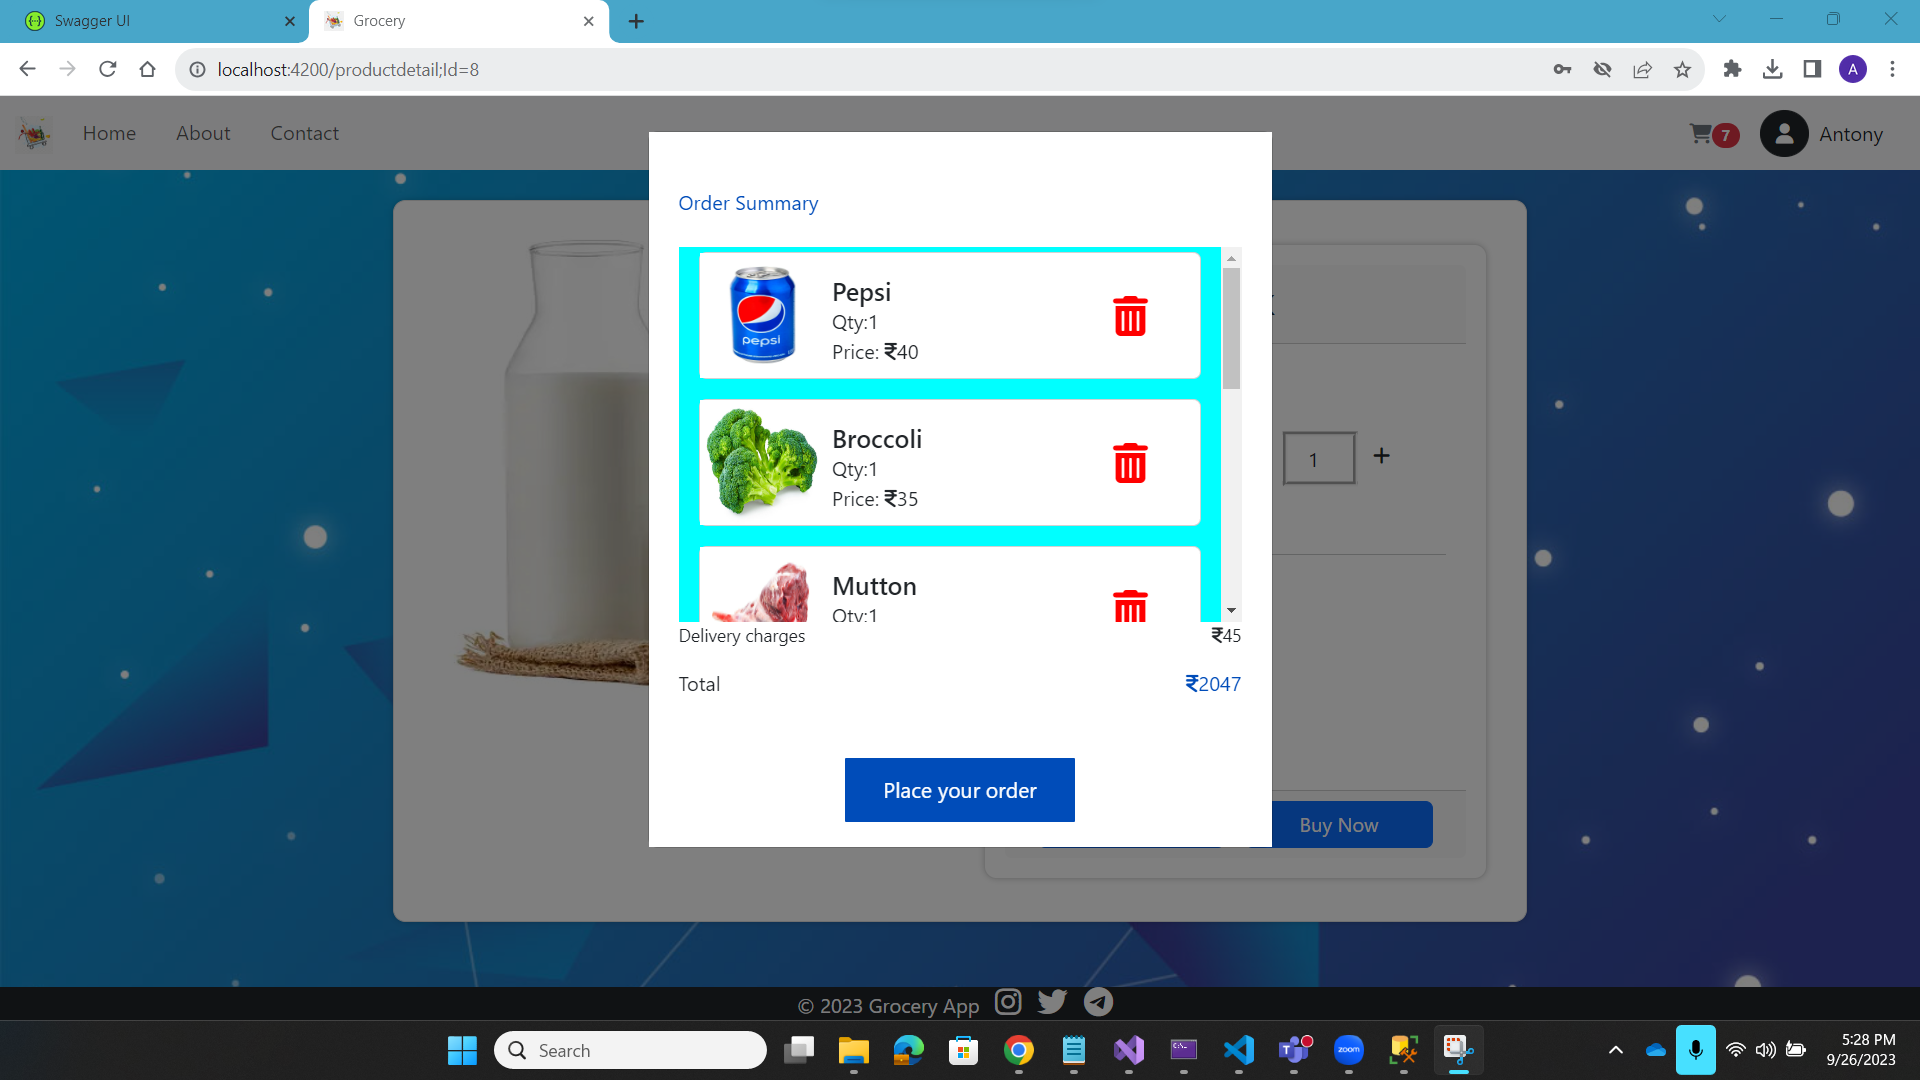 Swagger UI
Grocery
localhost:4200/productdetail;Id=8
A
Home
About
Contact
7
Antony
Order Summary
pepsi
Pepsi
Qty:1
Price: ₹40
Broccoli
Qty:1
Price: ₹35
Mutton
Qty:1
Delivery charges
₹45
Total
₹2047
Place your order
1
+
Buy Now
© 2023 Grocery App
Search
zoom
5:28 PM
9/26/2023